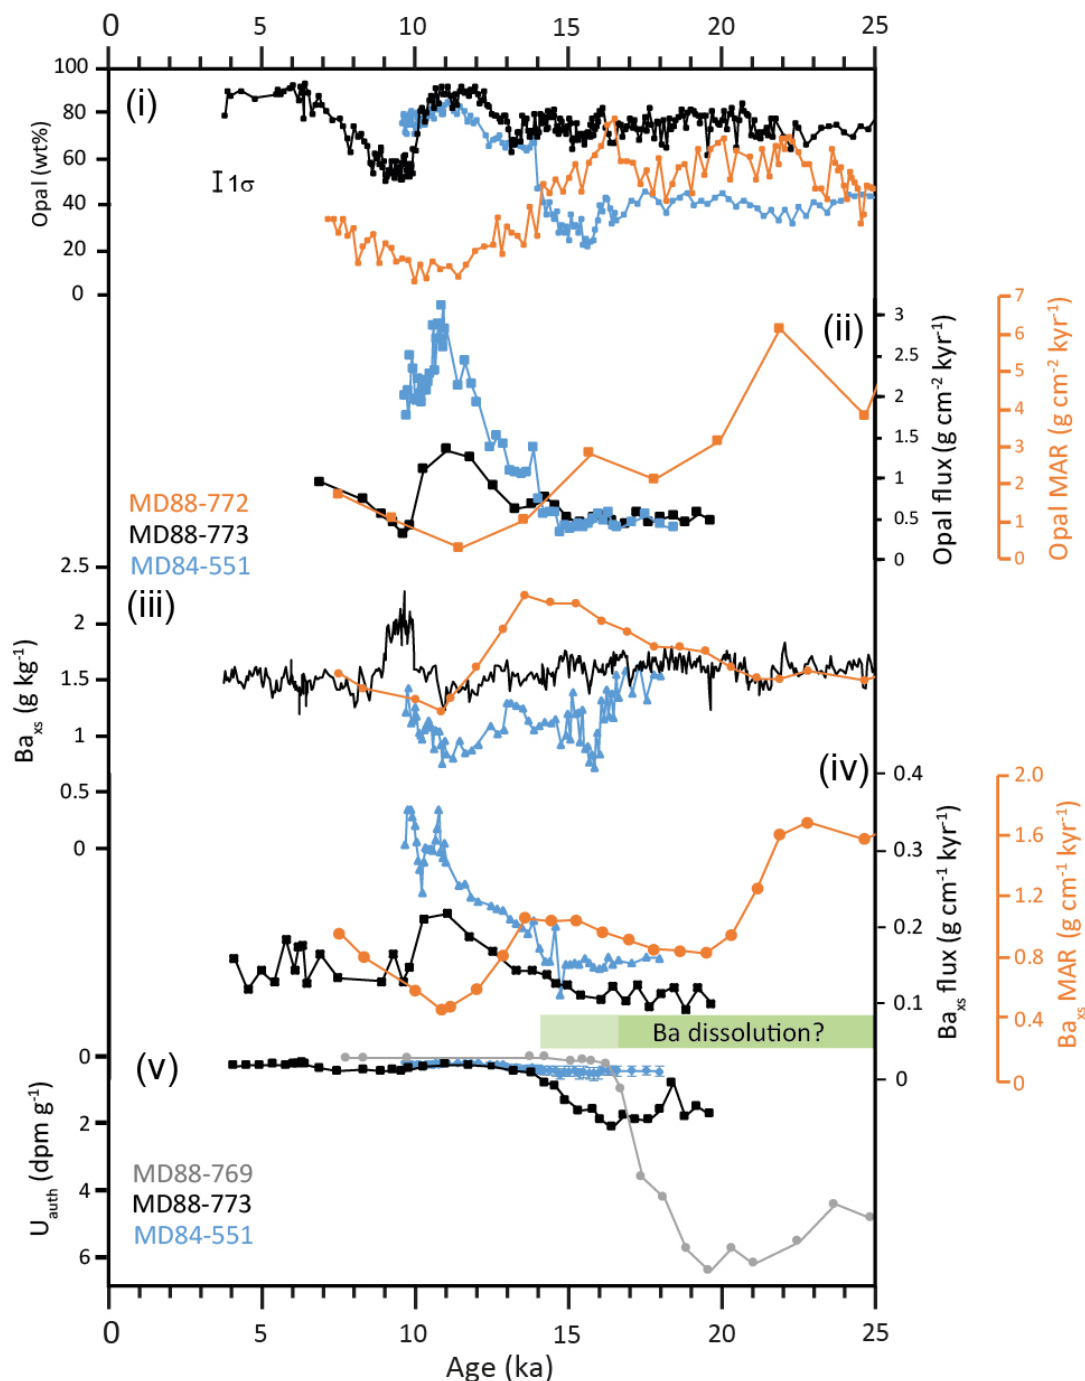 0 5 10 15 20 25
100
80
60
40
20
0
Opal (wt%)
(i)
1σ
(ii)
3
2.5
2
1.5
1
0.5
0
Opal flux (g cm⁻² kyr⁻¹)
7
6
5
4
3
2
1
0
Opal MAR (g cm⁻² kyr⁻¹)
MD88-772
MD88-773
MD84-551
2.5
2
1.5
1
0.5
0
Baxs (g kg⁻¹)
(iii)
(iv)
0.4
0.3
0.2
0.1
0
Baxs flux (g cm⁻¹ kyr⁻¹)
2.0
1.6
1.2
0.8
0.4
0
Baxs MAR (g cm⁻¹ kyr⁻¹)
Ba dissolution?
0
2
4
6
Uauth (dpm g⁻¹)
(v)
MD88-769
MD88-773
MD84-551
0 5 10 15 20 25
Age (ka)